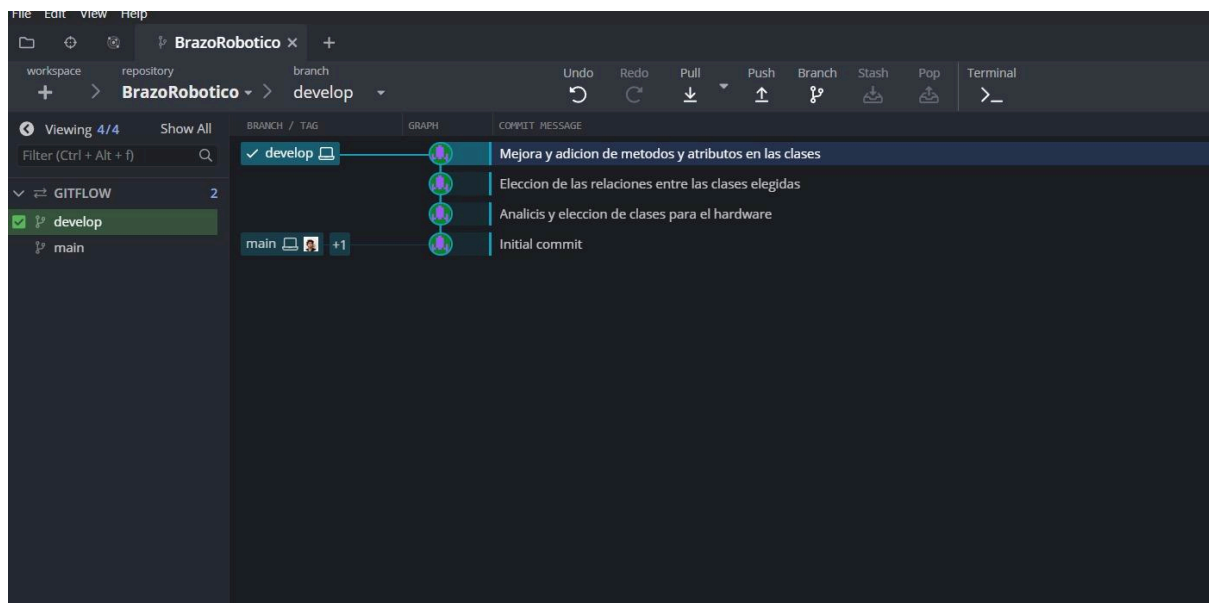 File Edit View Help
BrazoRobotico × +
workspace repository branch Undo Redo Pull Push Branch Stash Pop Terminal
+ > BrazoRobotico > develop
Viewing 4/4 Show All BRANCH / TAG GRAPH COMMIT MESSAGE
Filter (Ctrl + Alt + f) ✓ develop Mejora y adicion de metodos y atributos en las clases
GITFLOW 2 Eleccion de las relaciones entre las clases elegidas
develop Analicis y eleccion de clases para el hardware
main main +1 Initial commit